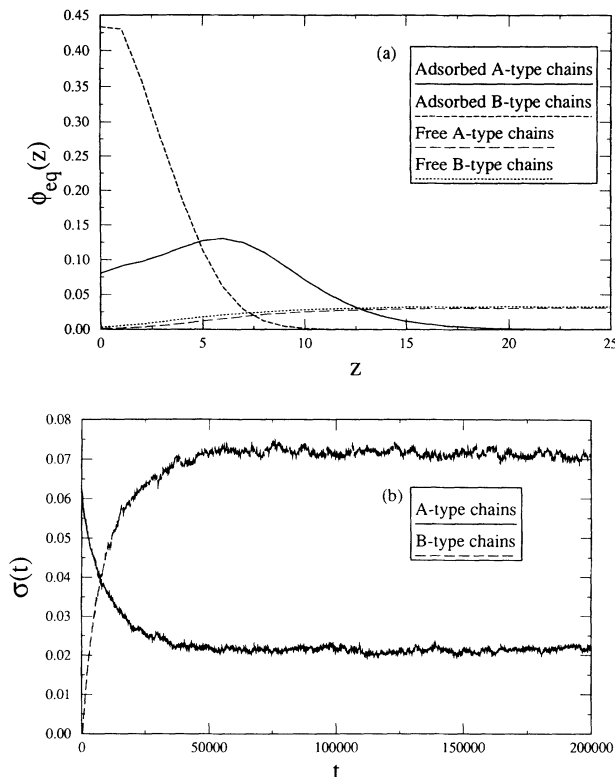 0.45
0.40
0.35
0.30
0.25
0.20
0.15
0.10
0.05
0.00
ϕeq(z)
(a)
Adsorbed A-type chains
Adsorbed B-type chains
Free A-type chains
Free B-type chains
0 5 10 15 20 25
z
0.08
0.07
0.06
0.05
0.04
0.03
0.02
0.01
0.00
σ(t)
(b)
A-type chains
B-type chains
0 50000 100000 150000 200000
t